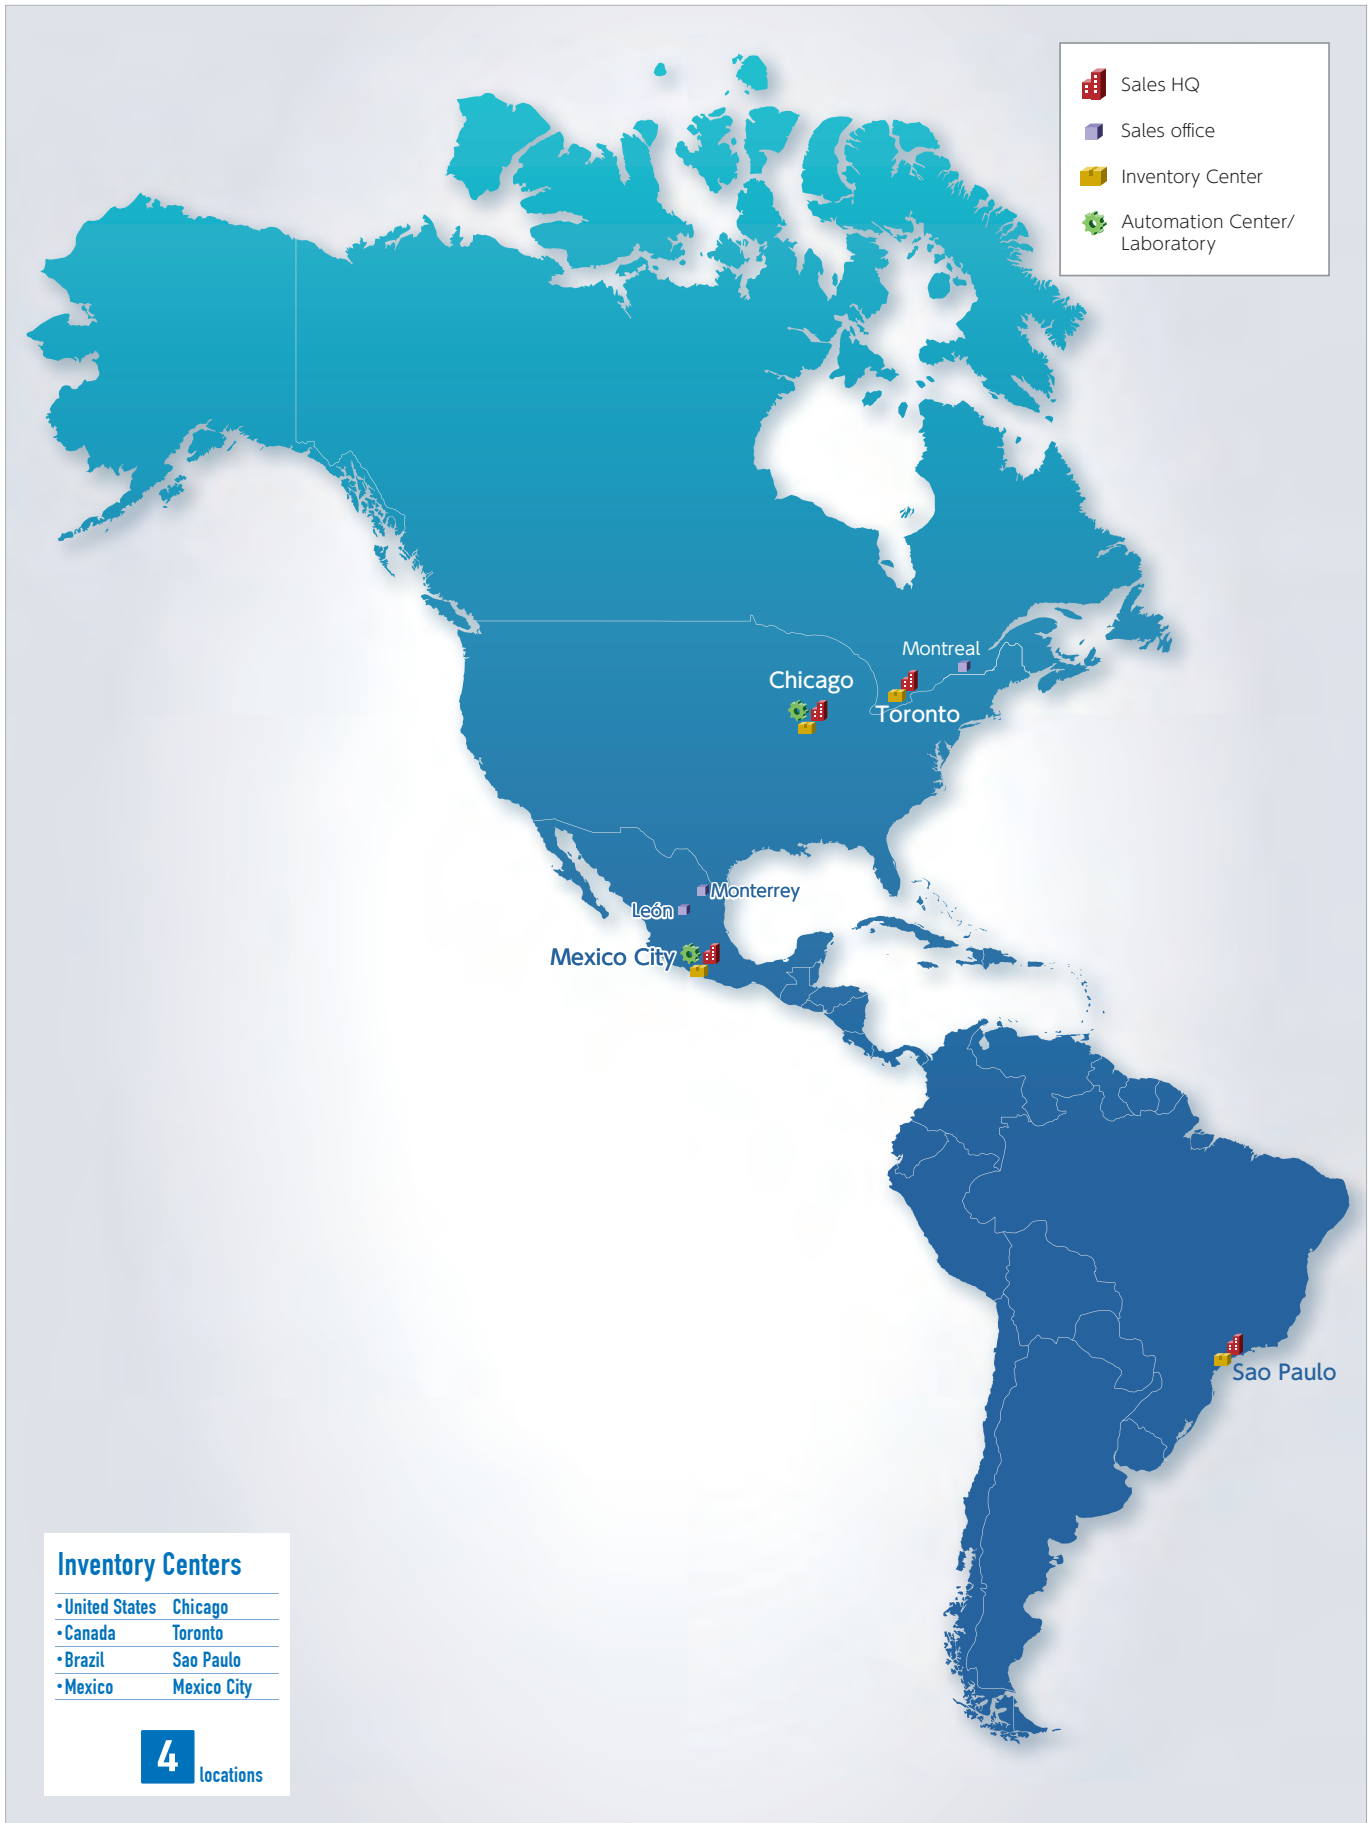 Sales HQ
Sales office
Inventory Center
Automation Center/
Laboratory
Montreal
Chicago
Toronto
Monterrey
León
Mexico City
Sao Paulo
Inventory Centers
•United States Chicago
•Canada Toronto
•Brazil Sao Paulo
•Mexico Mexico City
4 locations